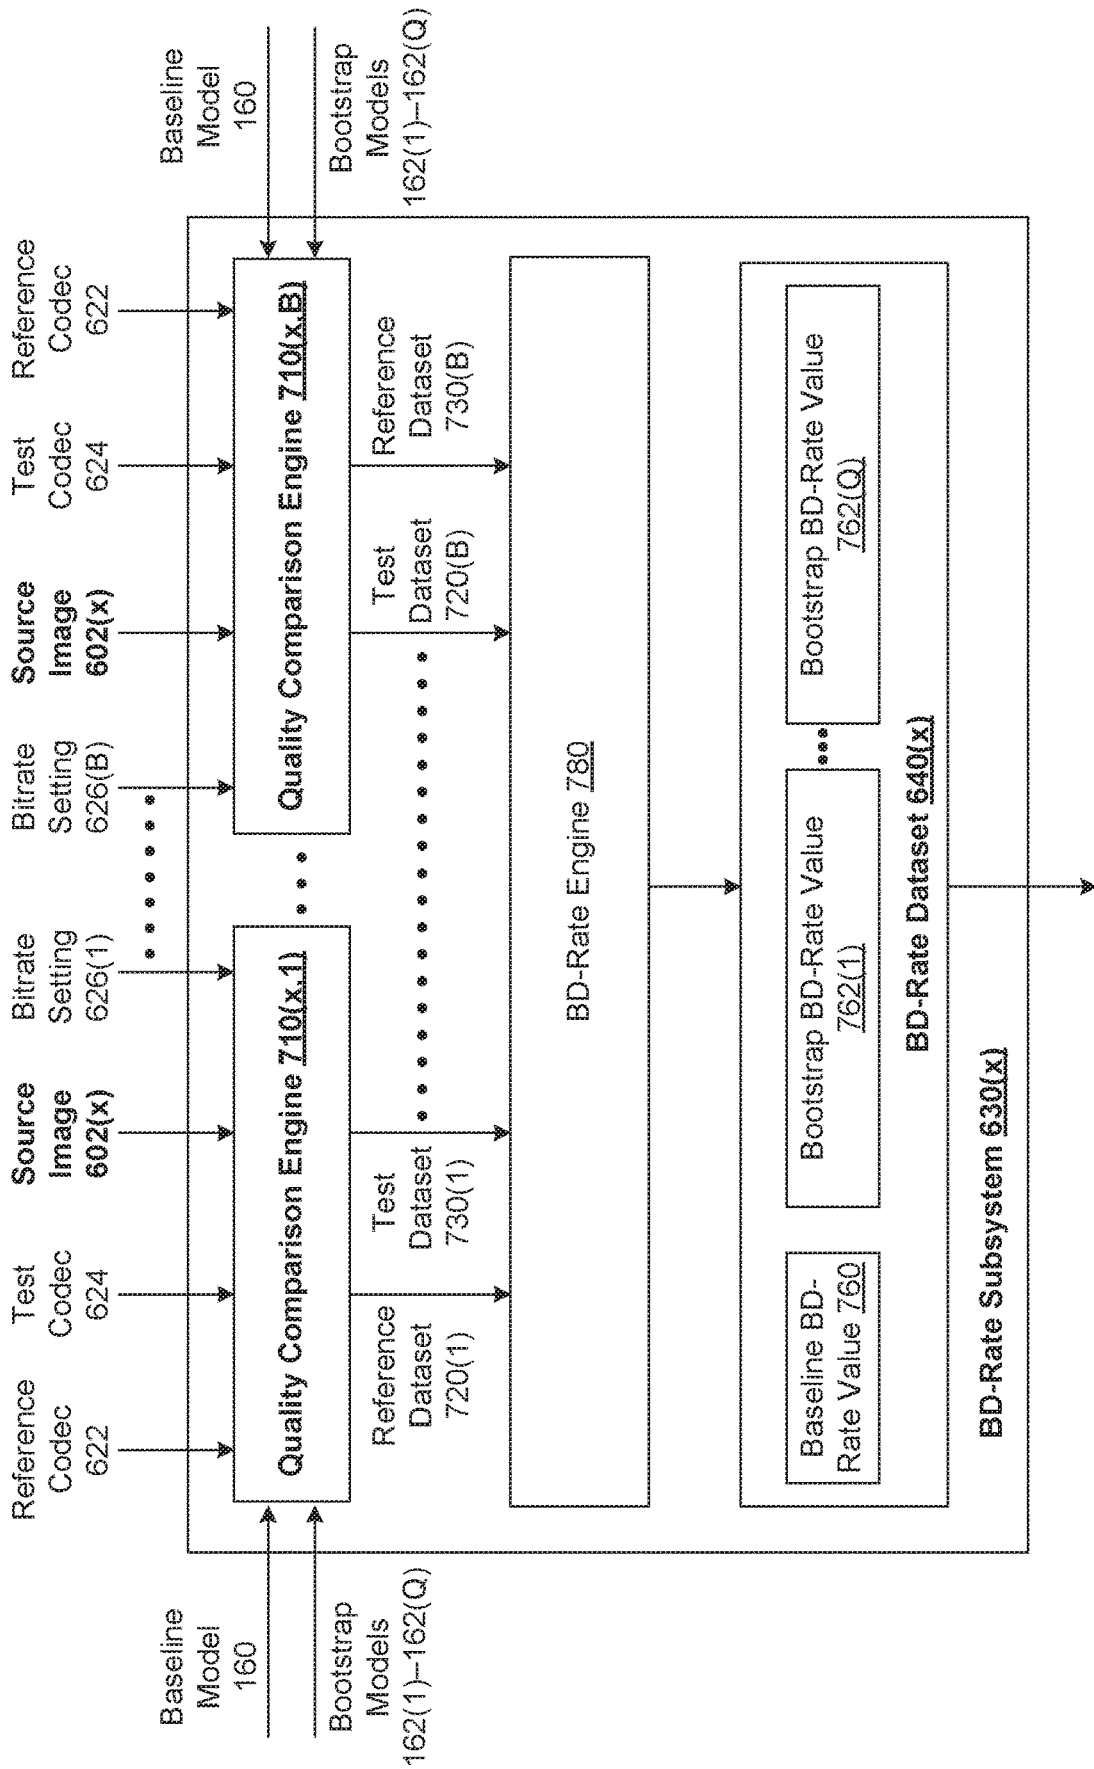 Reference
Codec
622
Test
Codec
624
Source
Image
602(x)
Bitrate
Setting
626(1)
Bitrate
Setting
626(B)
Source
Image
602(x)
Test
Codec
624
Reference
Codec
622
Baseline
Model
160
Bootstrap
Models
162(1)–162(Q)
Quality Comparison Engine 710(x,1)
Quality Comparison Engine 710(x,B)
Baseline
Model
160
Bootstrap
Models
162(1)–162(Q)
Reference
Dataset
720(1)
Test
Dataset
730(1)
Test
Dataset
720(B)
Reference
Dataset
730(B)
BD-Rate Engine 780
Baseline BD-
Rate Value 760
Bootstrap BD-Rate Value
762(1)
Bootstrap BD-Rate Value
762(Q)
BD-Rate Dataset 640(x)
BD-Rate Subsystem 630(x)